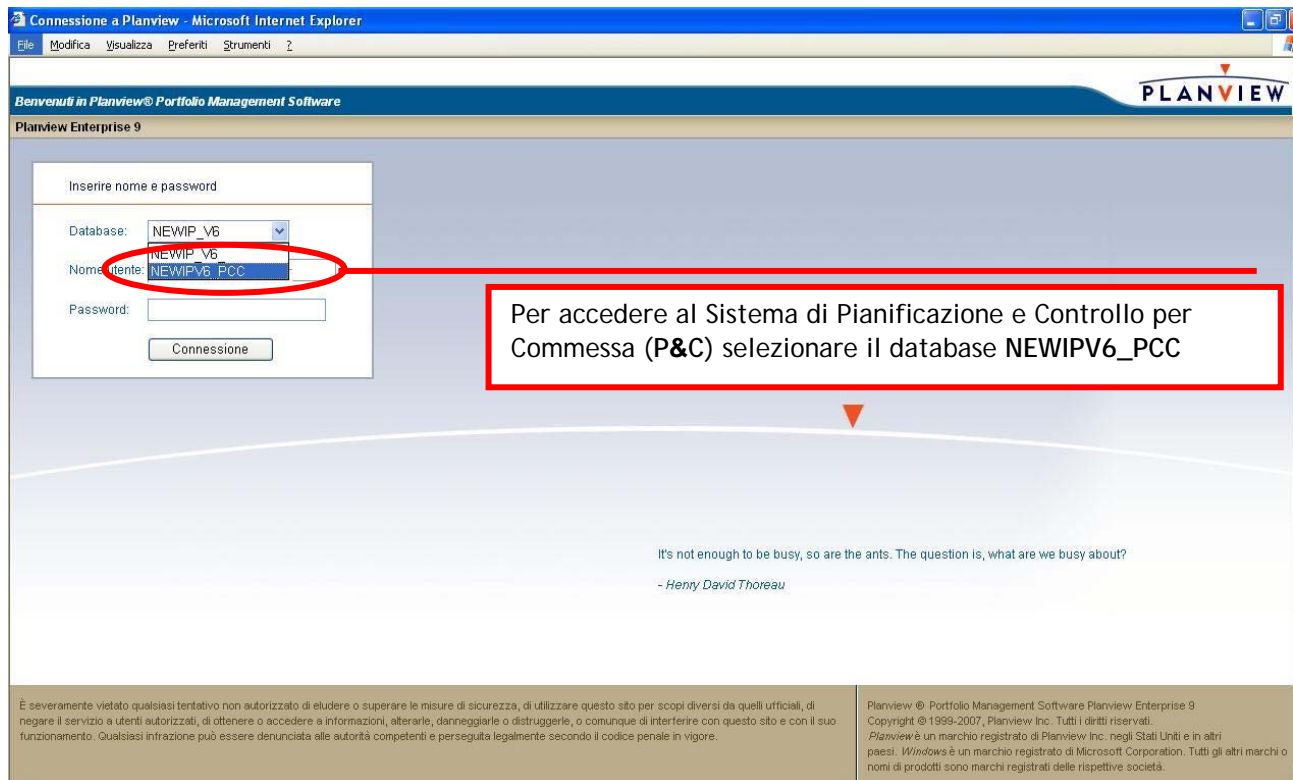 Connessione a Planview - Microsoft Internet Explorer
File Modifica Visualizza Preferiti Strumenti ?
PLANVIEW
Benvenuti in Planview® Portfolio Management Software
Planview Enterprise 9
Inserire nome e password
Database: NEWIP_V6
NEWIP_V6_
Nome utente: NEWIPV6_PCC
Password:
Connessione
Per accedere al Sistema di Pianificazione e Controllo per
Commessa (P&C) selezionare il database NEWIPV6_PCC
It's not enough to be busy, so are the ants. The question is, what are we busy about?
- Henry David Thoreau
È severamente vietato qualsiasi tentativo non autorizzato di eludere o superare le misure di sicurezza, di utilizzare questo sito per scopi diversi da quelli ufficiali, di
negare il servizio a utenti autorizzati, di ottenere o accedere a informazioni, alterarle, danneggiarle o distruggerle, o comunque di interferire con questo sito e con il suo
funzionamento. Qualsiasi infrazione può essere denunciata alle autorità competenti e perseguita legalmente secondo il codice penale in vigore.
Planview ® Portfolio Management Software Planview Enterprise 9
Copyright © 1999-2007, Planview Inc. Tutti i diritti riservati.
Planview è un marchio registrato di Planview Inc. negli Stati Uniti e in altri
paesi. Windows è un marchio registrato di Microsoft Corporation. Tutti gli altri marchi o
nomi di prodotti sono marchi registrati delle rispettive società.